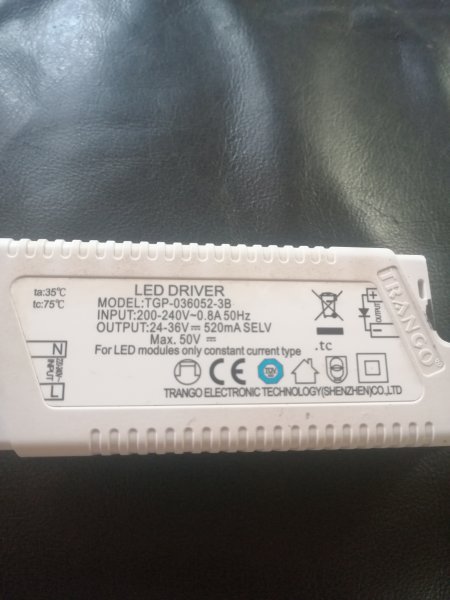 ta:35℃
tc:75℃
LED DRIVER
MODEL:TGP-036052-3B
INPUT:200-240V~0.8A 50Hz
OUTPUT:24-36V⎓520mA SELV
Max. 50V⎓
For LED modules only constant current type
N
INPUT
L
CE
TÜV
.tc
TRANGO ELECTRONIC TECHNOLOGY(SHENZHEN)CO.,LTD
TRANGO®